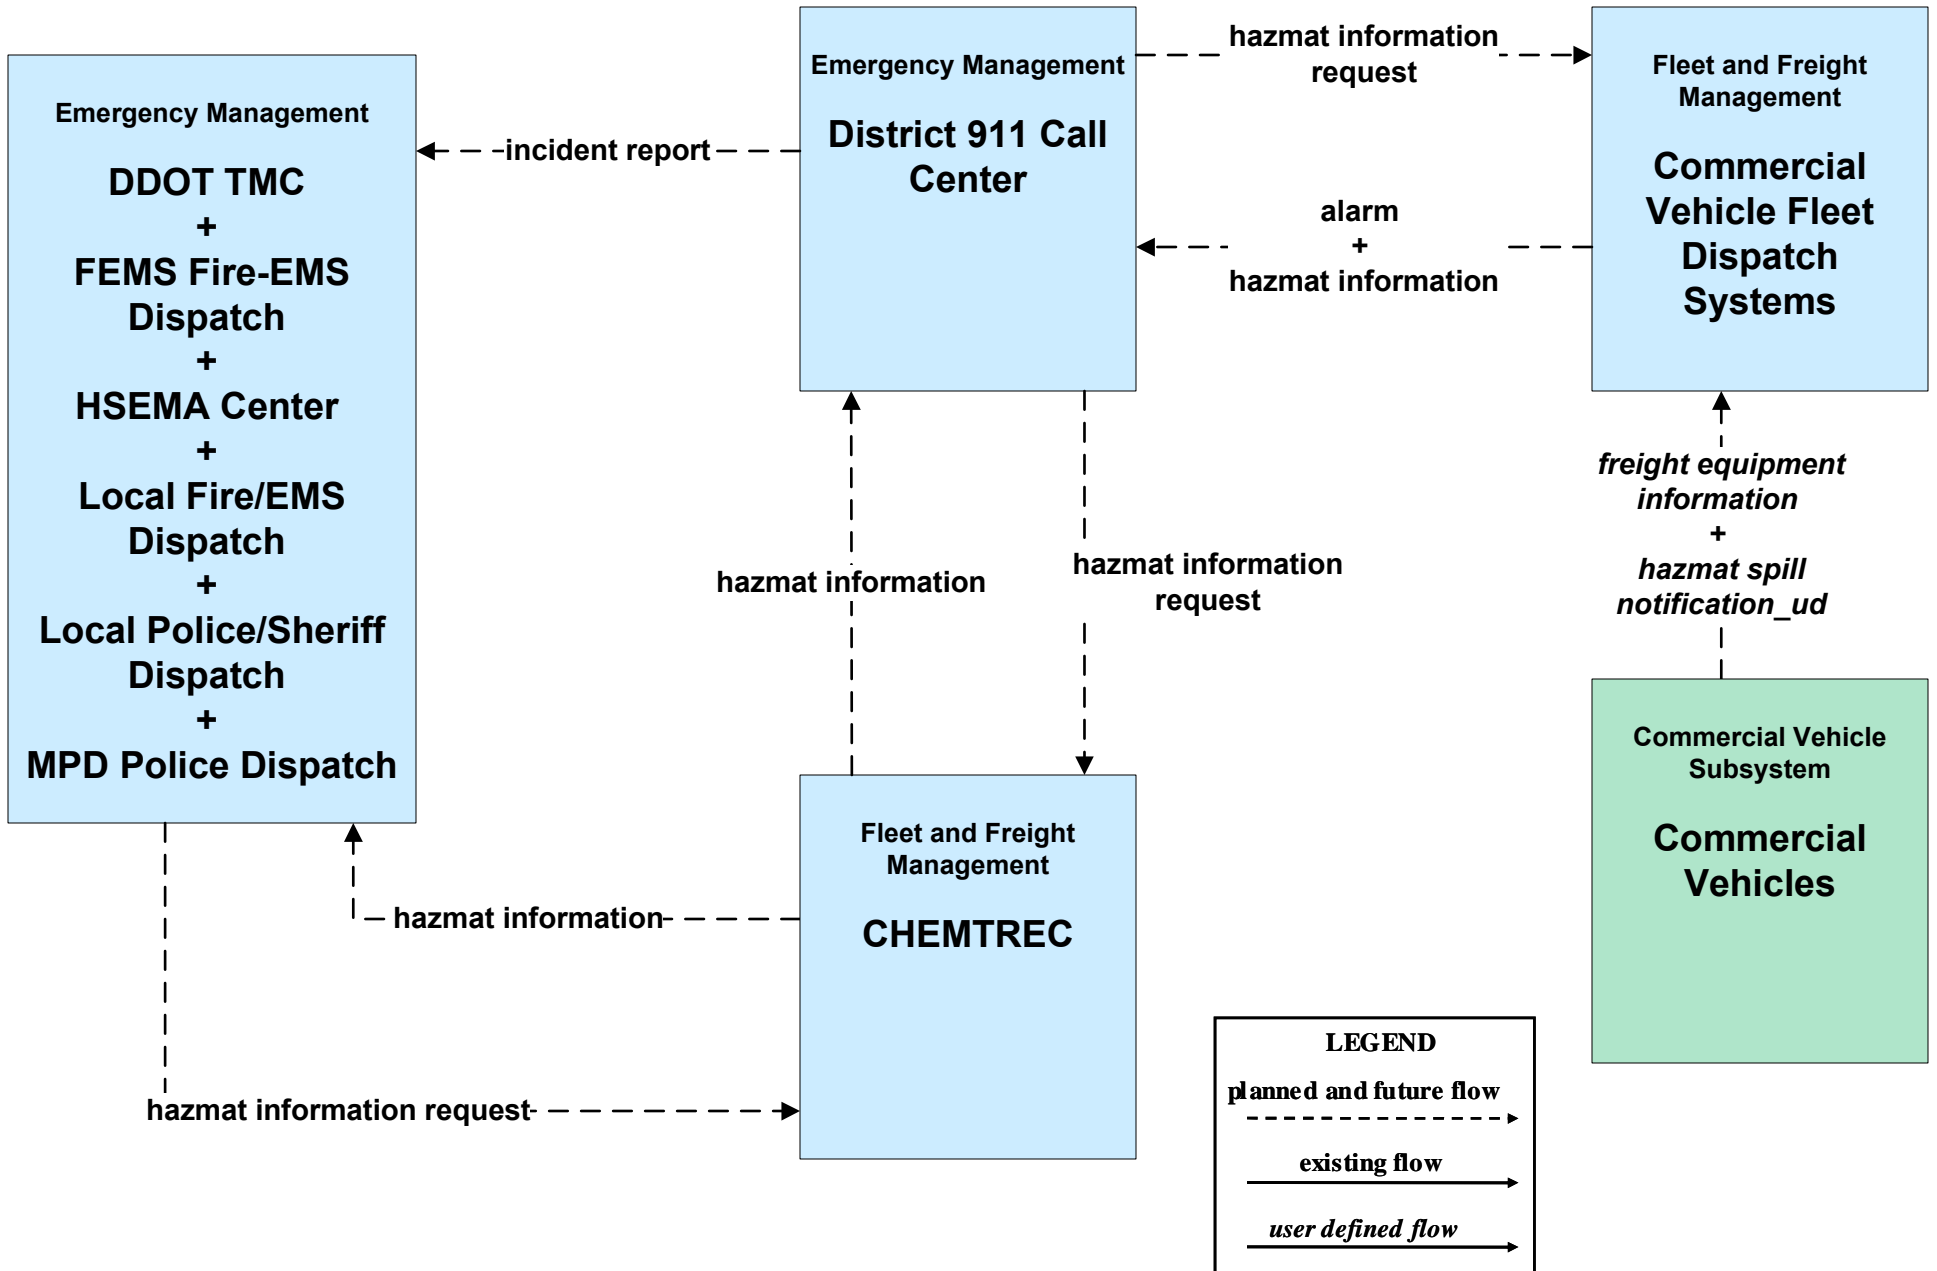 Emergency Management
DDOT TMC
+
FEMS Fire-EMS
Dispatch
+
HSEMA Center
+
Local Fire/EMS
Dispatch
+
Local Police/Sheriff
Dispatch
+
MPD Police Dispatch
incident report
Emergency Management
District 911 Call
Center
hazmat information
request
alarm
+
hazmat information
Fleet and Freight
Management
Commercial
Vehicle Fleet
Dispatch
Systems
freight equipment
information
+
hazmat spill
notification_ud
hazmat information
hazmat information
request
Commercial Vehicle
Subsystem
Commercial
Vehicles
Fleet and Freight
Management
CHEMTREC
hazmat information
hazmat information request
LEGEND
planned and future flow
existing flow
user defined flow